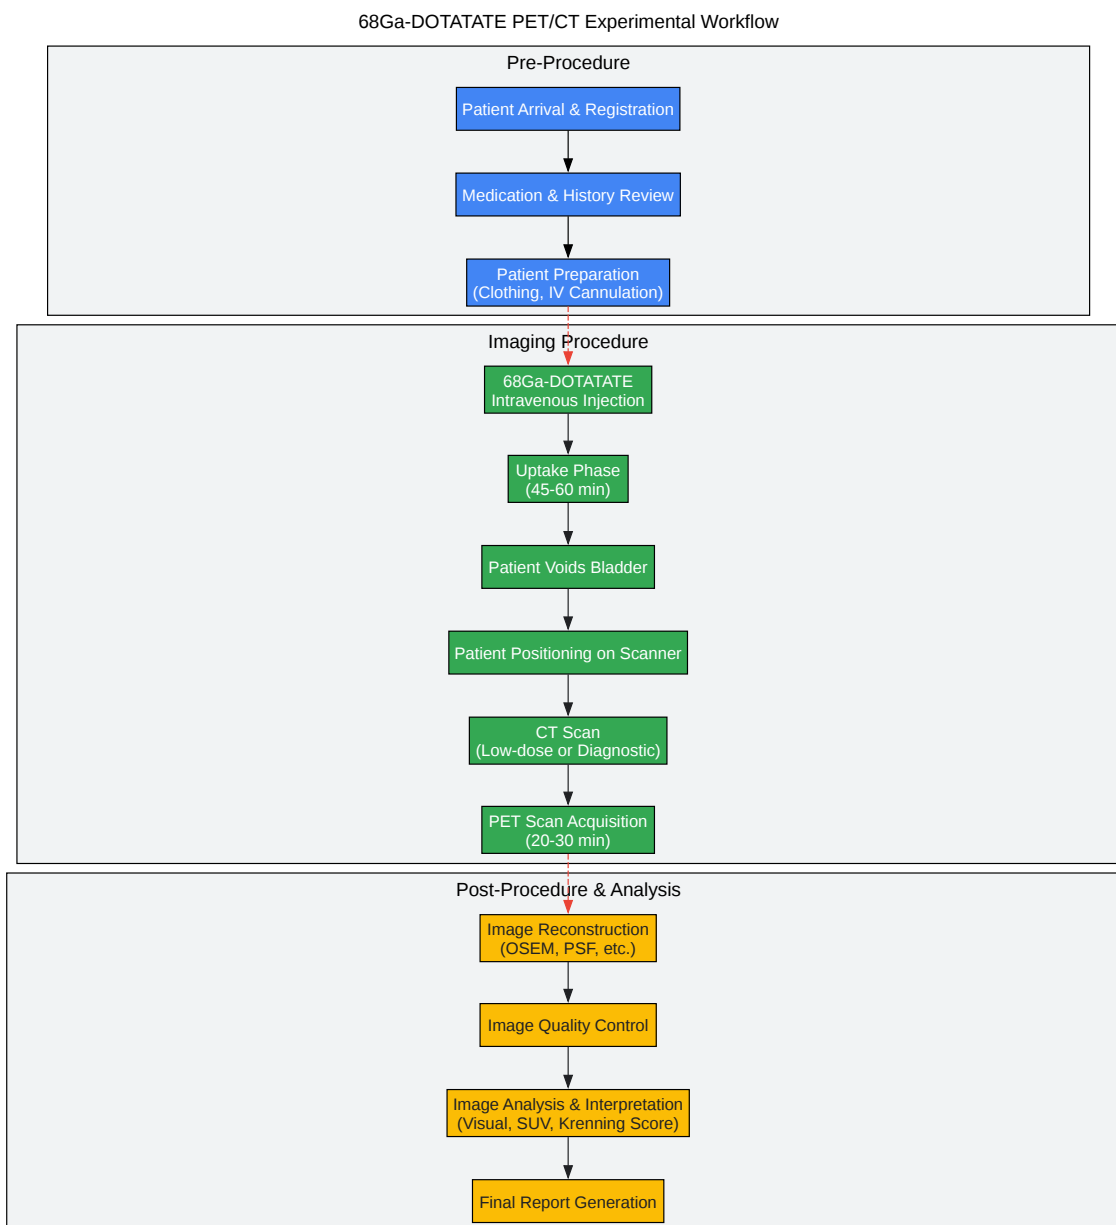 68Ga-DOTATATE PET/CT Experimental Workflow
Pre-Procedure
Patient Arrival & Registration
Medication & History Review
Patient Preparation
(Clothing, IV Cannulation)
Imaging Procedure
68Ga-DOTATATE
Intravenous Injection
Uptake Phase
(45-60 min)
Patient Voids Bladder
Patient Positioning on Scanner
CT Scan
(Low-dose or Diagnostic)
PET Scan Acquisition
(20-30 min)
Post-Procedure & Analysis
Image Reconstruction
(OSEM, PSF, etc.)
Image Quality Control
Image Analysis & Interpretation
(Visual, SUV, Krenning Score)
Final Report Generation